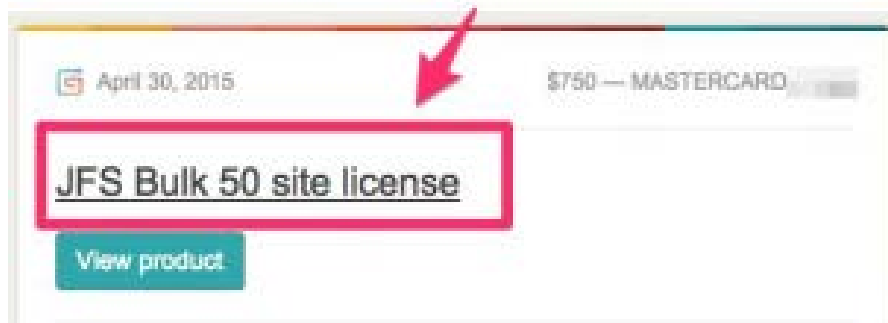 April 30, 2015
$750 — MASTERCARD
JFS Bulk 50 site license
View product